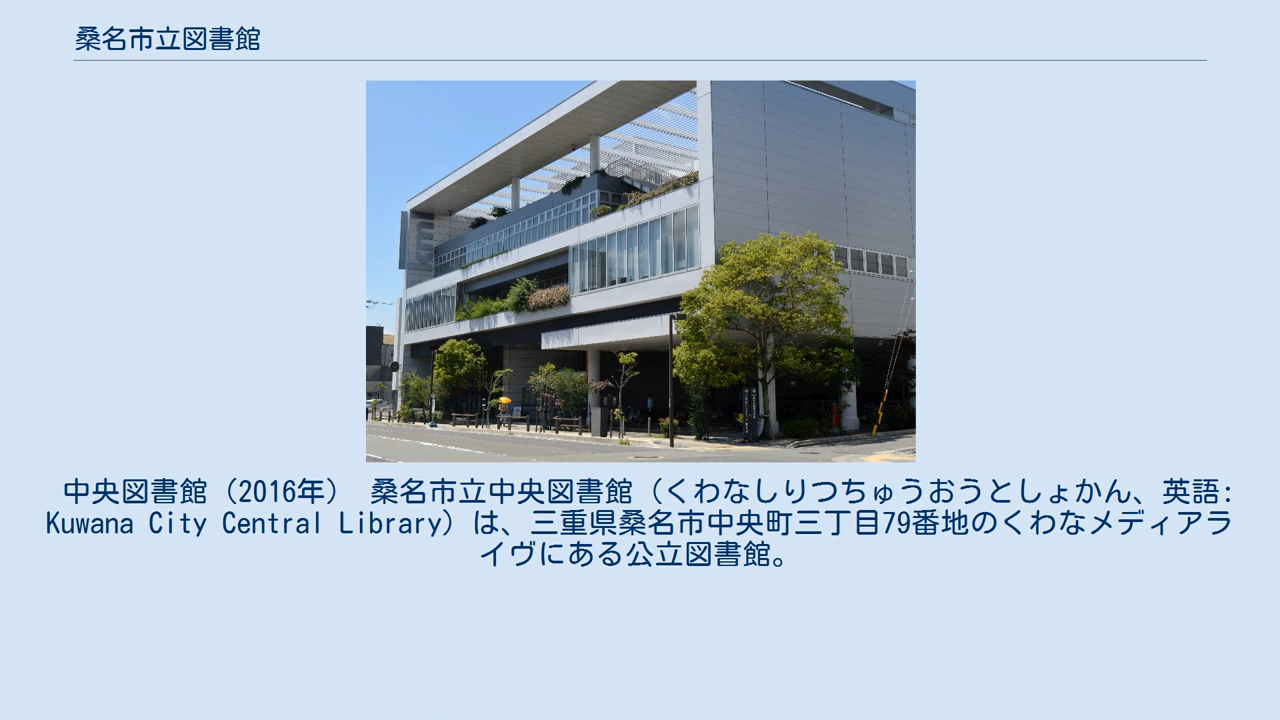 桑名市立図書館
中央図書館（2016年） 桑名市立中央図書館（くわなしりつちゅうおうとしょかん、英語:
Kuwana City Central Library）は、三重県桑名市中央町三丁目79番地のくわなメディアラ
イヴにある公立図書館。